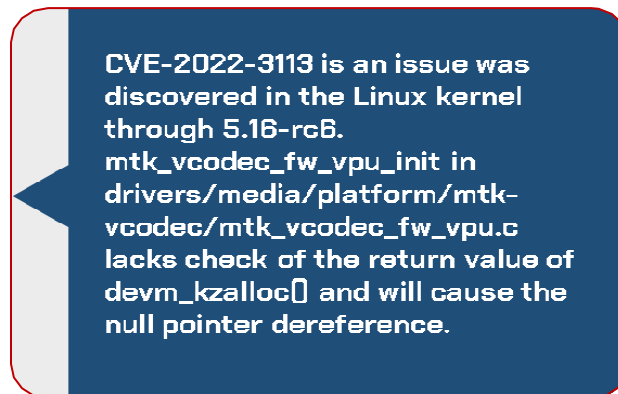 CVE-2022-3113 is an issue was
discovered in the Linux kernel
through 5.16-rc6.
mtk_vcodec_fw_vpu_init in
drivers/media/platform/mtk-
vcodec/mtk_vcodec_fw_vpu.c
lacks check of the return value of
devm_kzalloc() and will cause the
null pointer dereference.